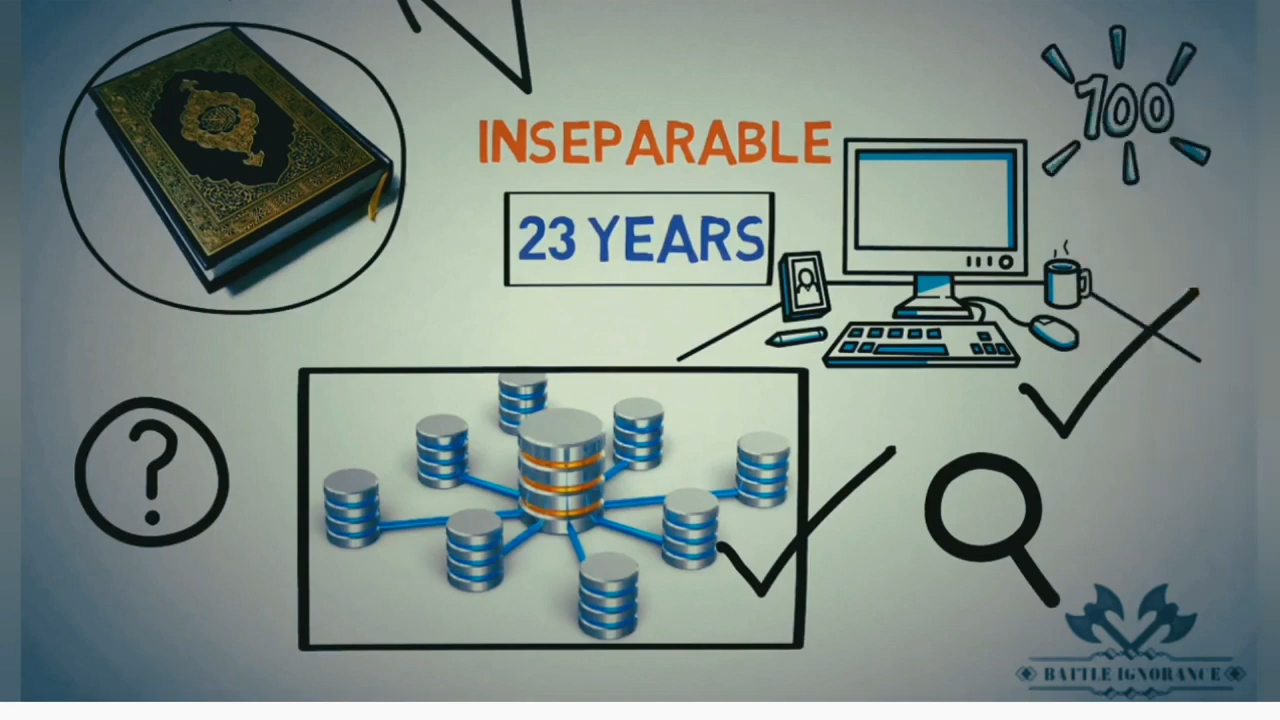 INSEPARABLE
23 YEARS
100
?
BATTLE IGNORANCE